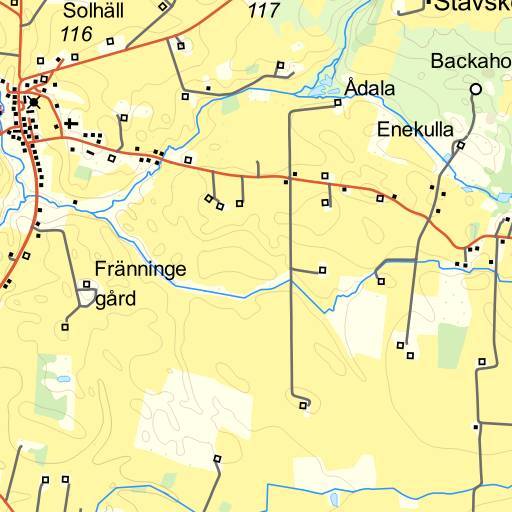 Solhäll
117
Stavsk
116
Backaho
Ådala
Enekulla
Fränninge
gård